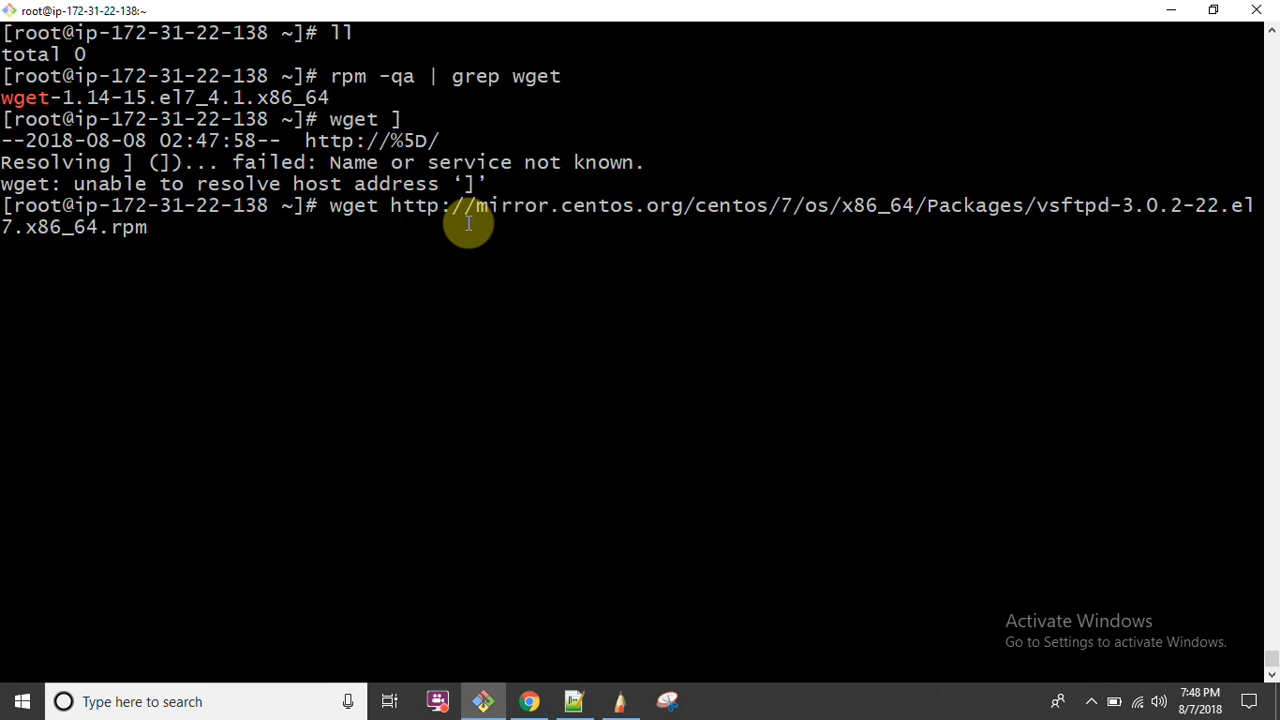 root@ip-172-31-22-138:~
[root@ip-172-31-22-138 ~]# ll
total 0
[root@ip-172-31-22-138 ~]# rpm -qa | grep wget
wget-1.14-15.el7_4.1.x86_64
[root@ip-172-31-22-138 ~]# wget ]
--2018-08-08 02:47:58--  http://%5D/
Resolving ] (])... failed: Name or service not known.
wget: unable to resolve host address ‘]’
[root@ip-172-31-22-138 ~]# wget http://mirror.centos.org/centos/7/os/x86_64/Packages/vsftpd-3.0.2-22.el
7.x86_64.rpm
Activate Windows
Go to Settings to activate Windows.
Type here to search
7:48 PM
8/7/2018